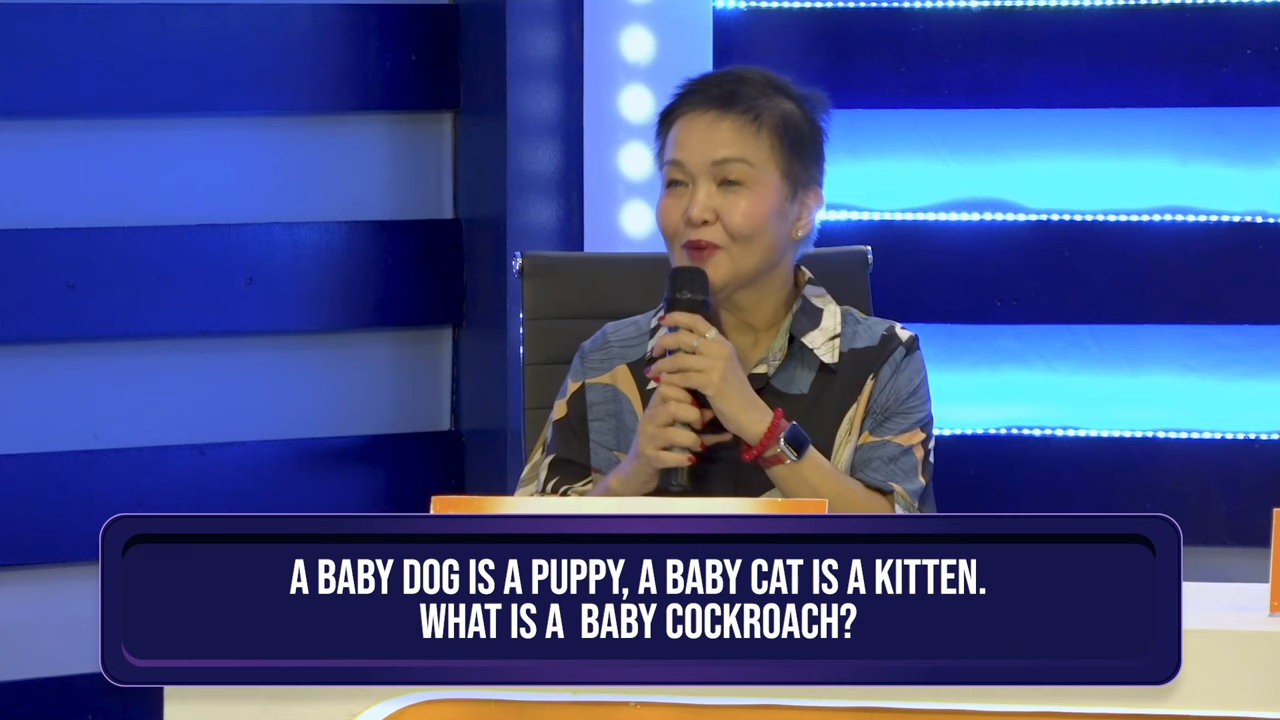 A BABY DOG IS A PUPPY, A BABY CAT IS A KITTEN.
WHAT IS A  BABY COCKROACH?